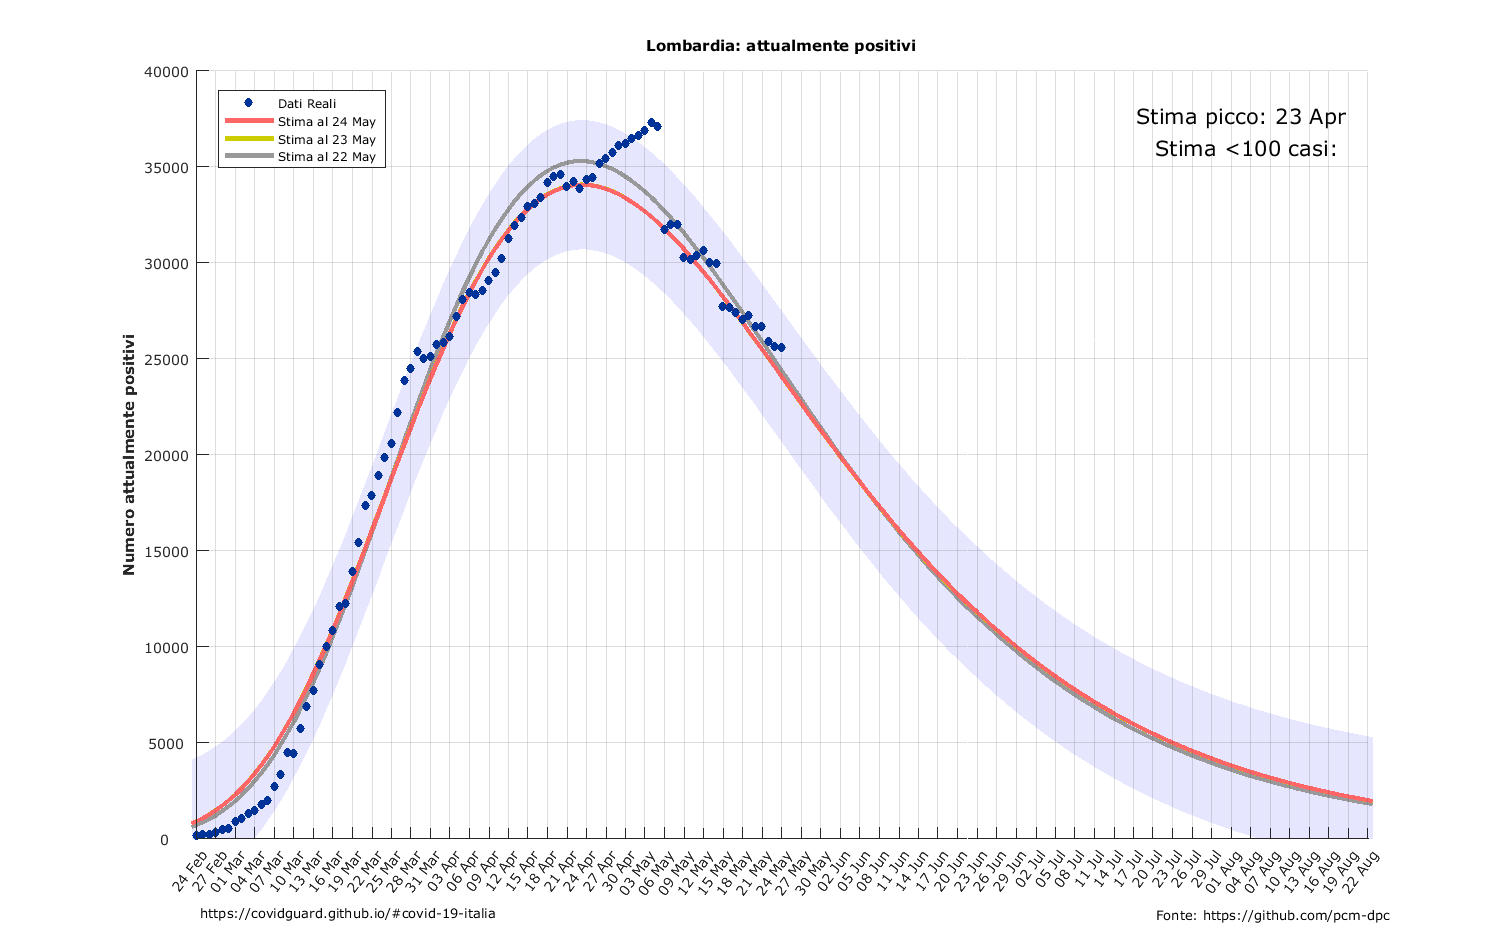 Lombardia: attualmente positivi
40000
35000
30000
25000
20000
15000
10000
5000
0
Numero attualmente positivi
Dati Reali
Stima al 24 May
Stima al 23 May
Stima al 22 May
Stima picco: 23 Apr
Stima <100 casi:
24 Feb
27 Feb
01 Mar
04 Mar
07 Mar
10 Mar
13 Mar
16 Mar
19 Mar
22 Mar
25 Mar
28 Mar
31 Mar
03 Apr
06 Apr
09 Apr
12 Apr
15 Apr
18 Apr
21 Apr
24 Apr
27 Apr
30 Apr
03 May
06 May
09 May
12 May
15 May
18 May
21 May
24 May
27 May
30 May
02 Jun
05 Jun
08 Jun
11 Jun
14 Jun
17 Jun
20 Jun
23 Jun
26 Jun
29 Jun
02 Jul
05 Jul
08 Jul
11 Jul
14 Jul
17 Jul
20 Jul
23 Jul
26 Jul
29 Jul
01 Aug
04 Aug
07 Aug
10 Aug
13 Aug
16 Aug
19 Aug
22 Aug
https://covidguard.github.io/#covid-19-italia
Fonte: https://github.com/pcm-dpc